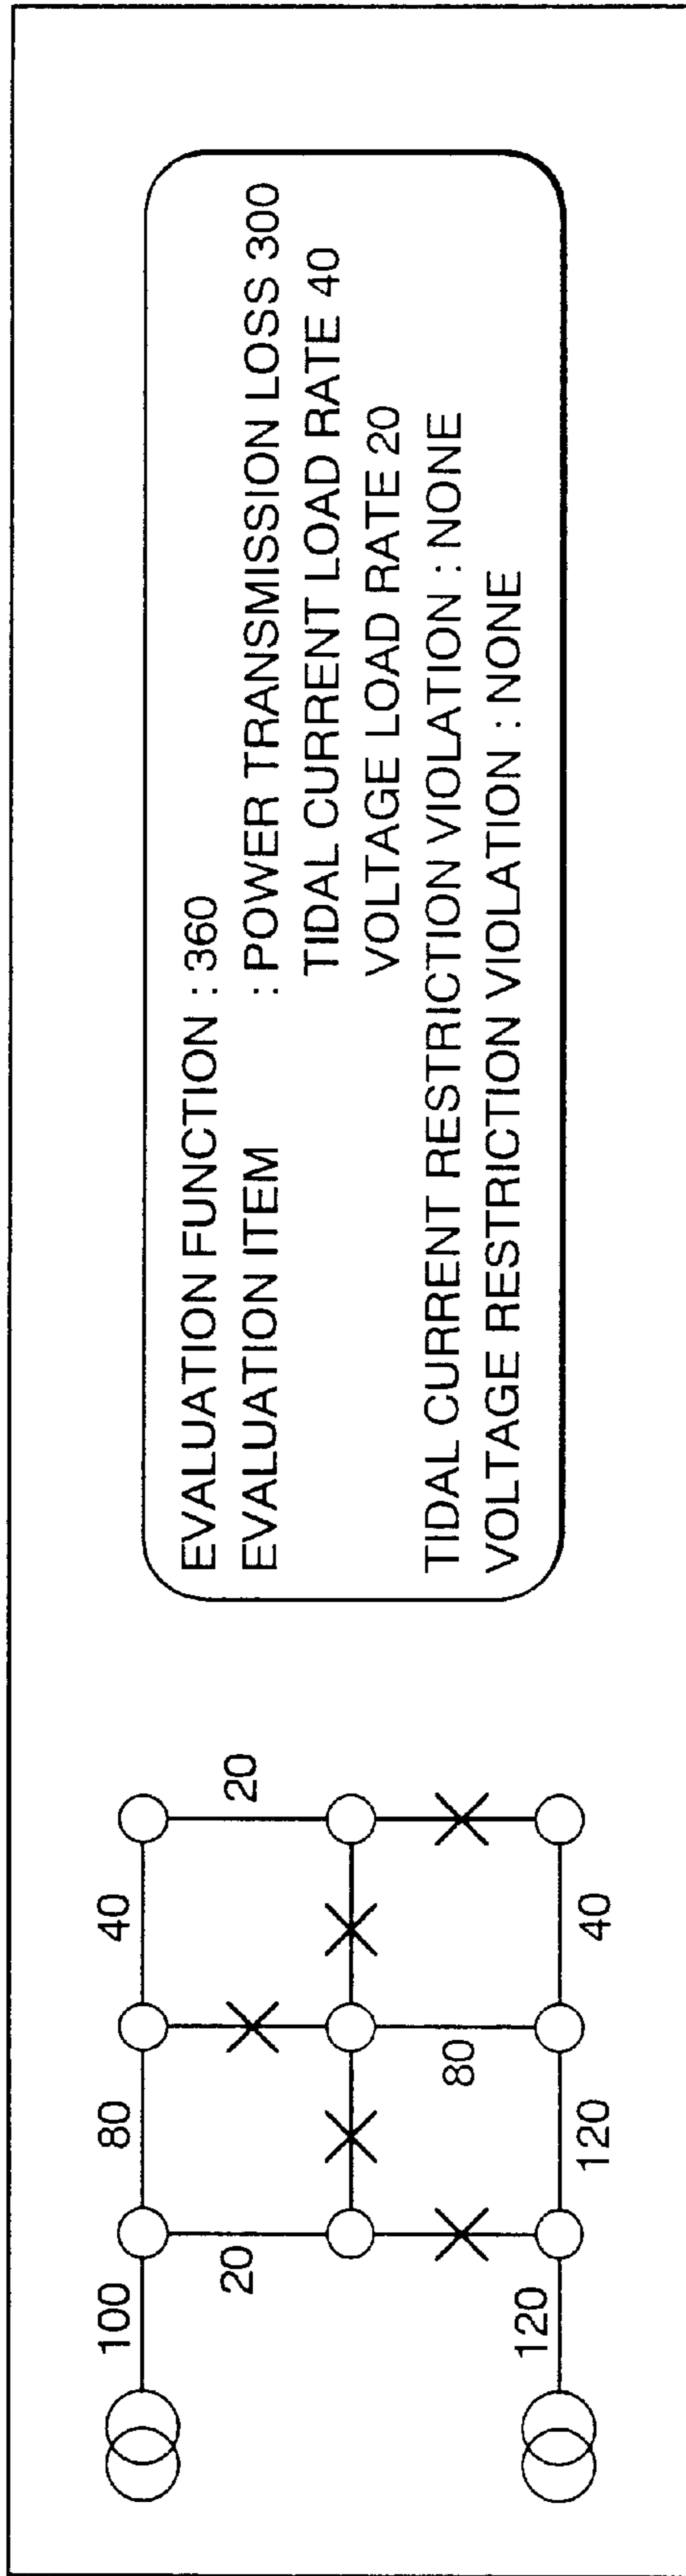 100
80
40
20
20
80
120
120
40
EVALUATION FUNCTION : 360
EVALUATION ITEM : POWER TRANSMISSION LOSS 300
TIDAL CURRENT LOAD RATE 40
VOLTAGE LOAD RATE 20
TIDAL CURRENT RESTRICTION VIOLATION : NONE
VOLTAGE RESTRICTION VIOLATION : NONE